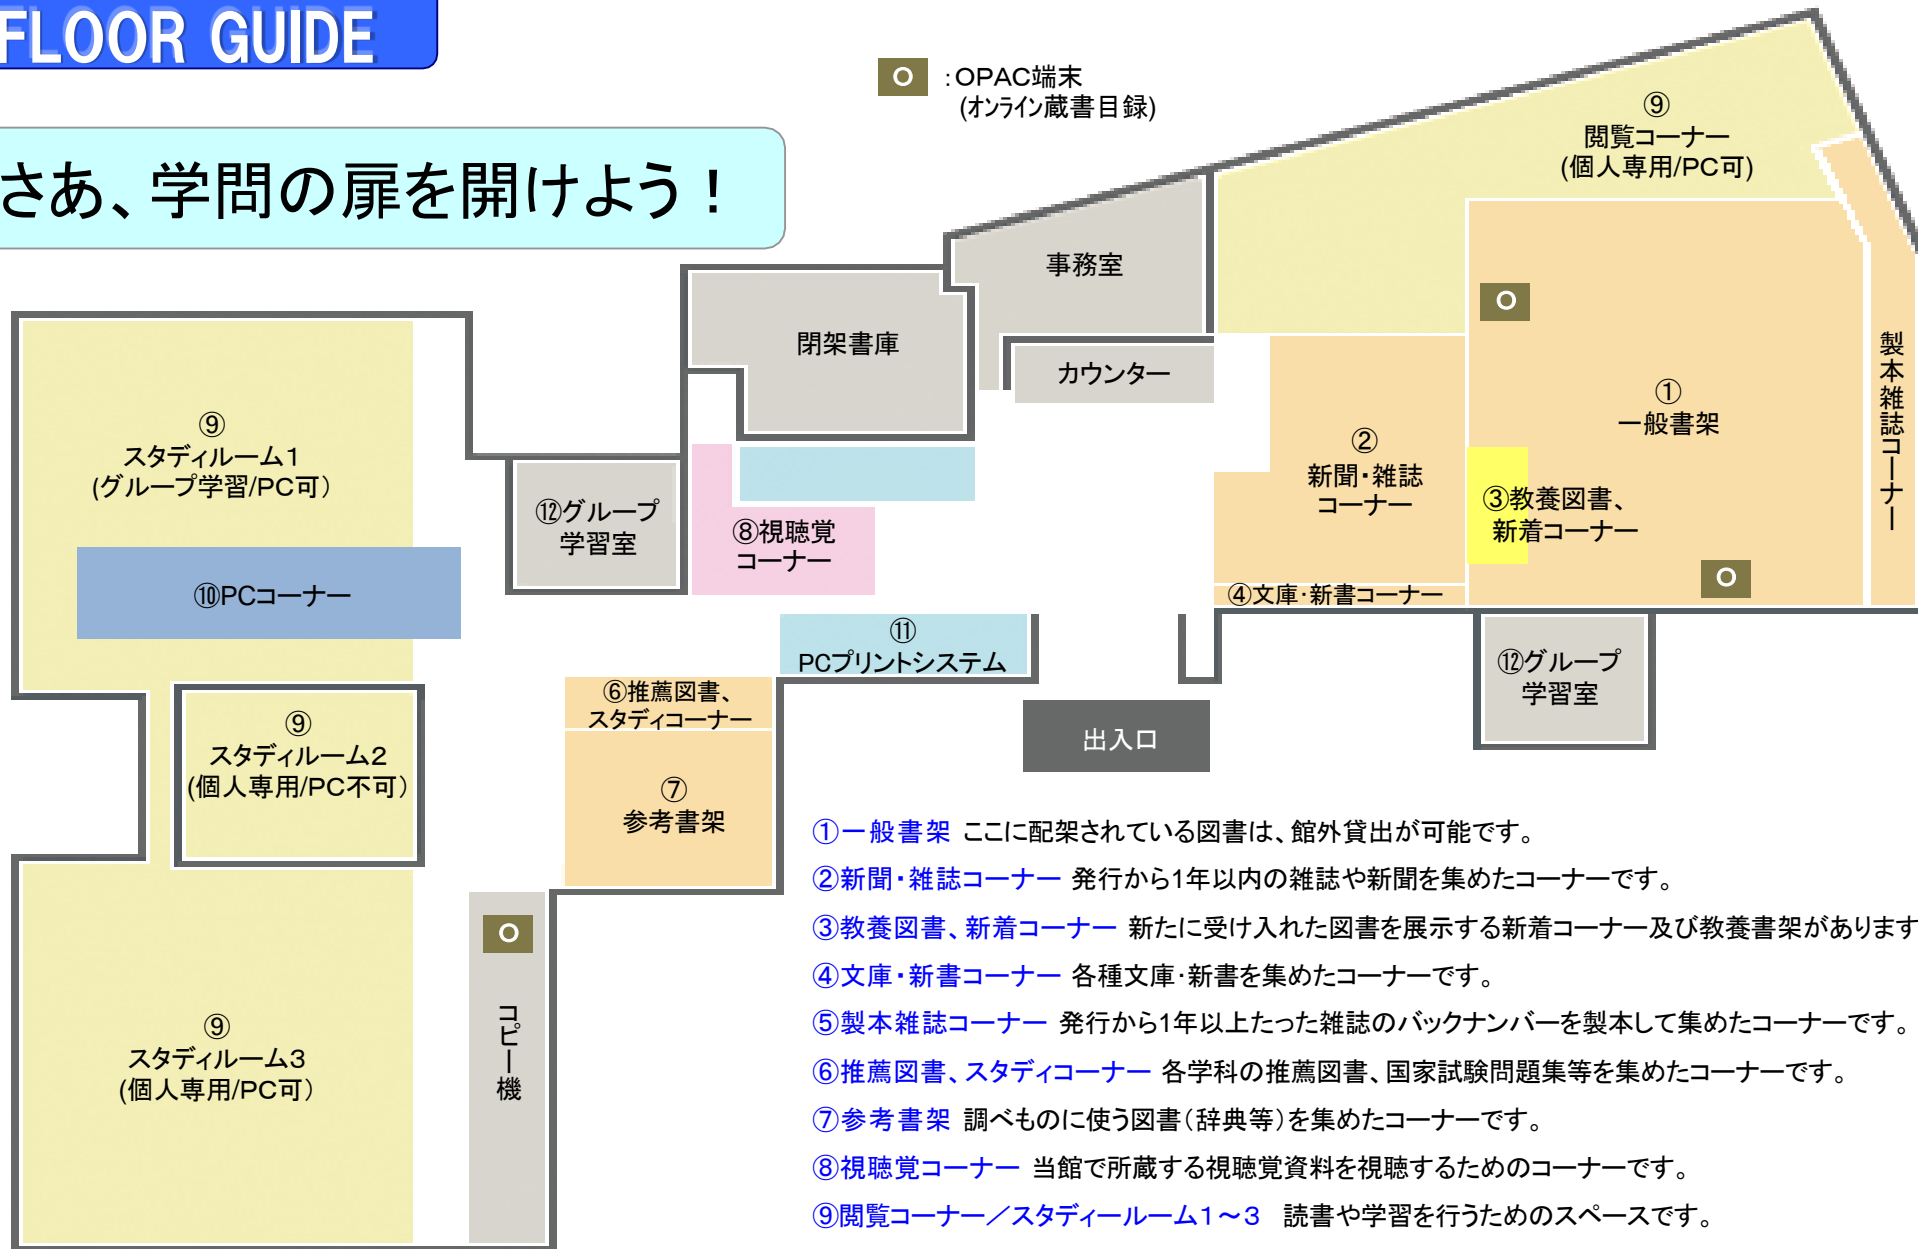 FLOOR GUIDE
さあ、学問の扉を開けよう！
O :OPAC端末
(オンライン蔵書目録)
⑨
閲覧コーナー
(個人専用/PC可)
事務室
閉架書庫
カウンター
O
製本雑誌コーナー
①
一般書架
②
新聞・雑誌
コーナー
③教養図書、
新着コーナー
O
④文庫・新書コーナー
⑨
スタディルーム1
(グループ学習/PC可)
⑫グループ
学習室
⑧視聴覚
コーナー
⑩PCコーナー
⑪
PCプリントシステム
⑫グループ
学習室
⑥推薦図書、
スタディコーナー
出入口
⑨
スタディルーム2
(個人専用/PC不可)
⑦
参考書架
O
コピー機
⑨
スタディルーム3
(個人専用/PC可)
①一般書架 ここに配架されている図書は、館外貸出が可能です。
②新聞・雑誌コーナー 発行から1年以内の雑誌や新聞を集めたコーナーです。
③教養図書、新着コーナー 新たに受け入れた図書を展示する新着コーナー及び教養書架があります
④文庫・新書コーナー 各種文庫・新書を集めたコーナーです。
⑤製本雑誌コーナー 発行から1年以上たった雑誌のバックナンバーを製本して集めたコーナーです。
⑥推薦図書、スタディコーナー 各学科の推薦図書、国家試験問題集等を集めたコーナーです。
⑦参考書架 調べものに使う図書(辞典等)を集めたコーナーです。
⑧視聴覚コーナー 当館で所蔵する視聴覚資料を視聴するためのコーナーです。
⑨閲覧コーナー／スタディールーム1～3 読書や学習を行うためのスペースです。